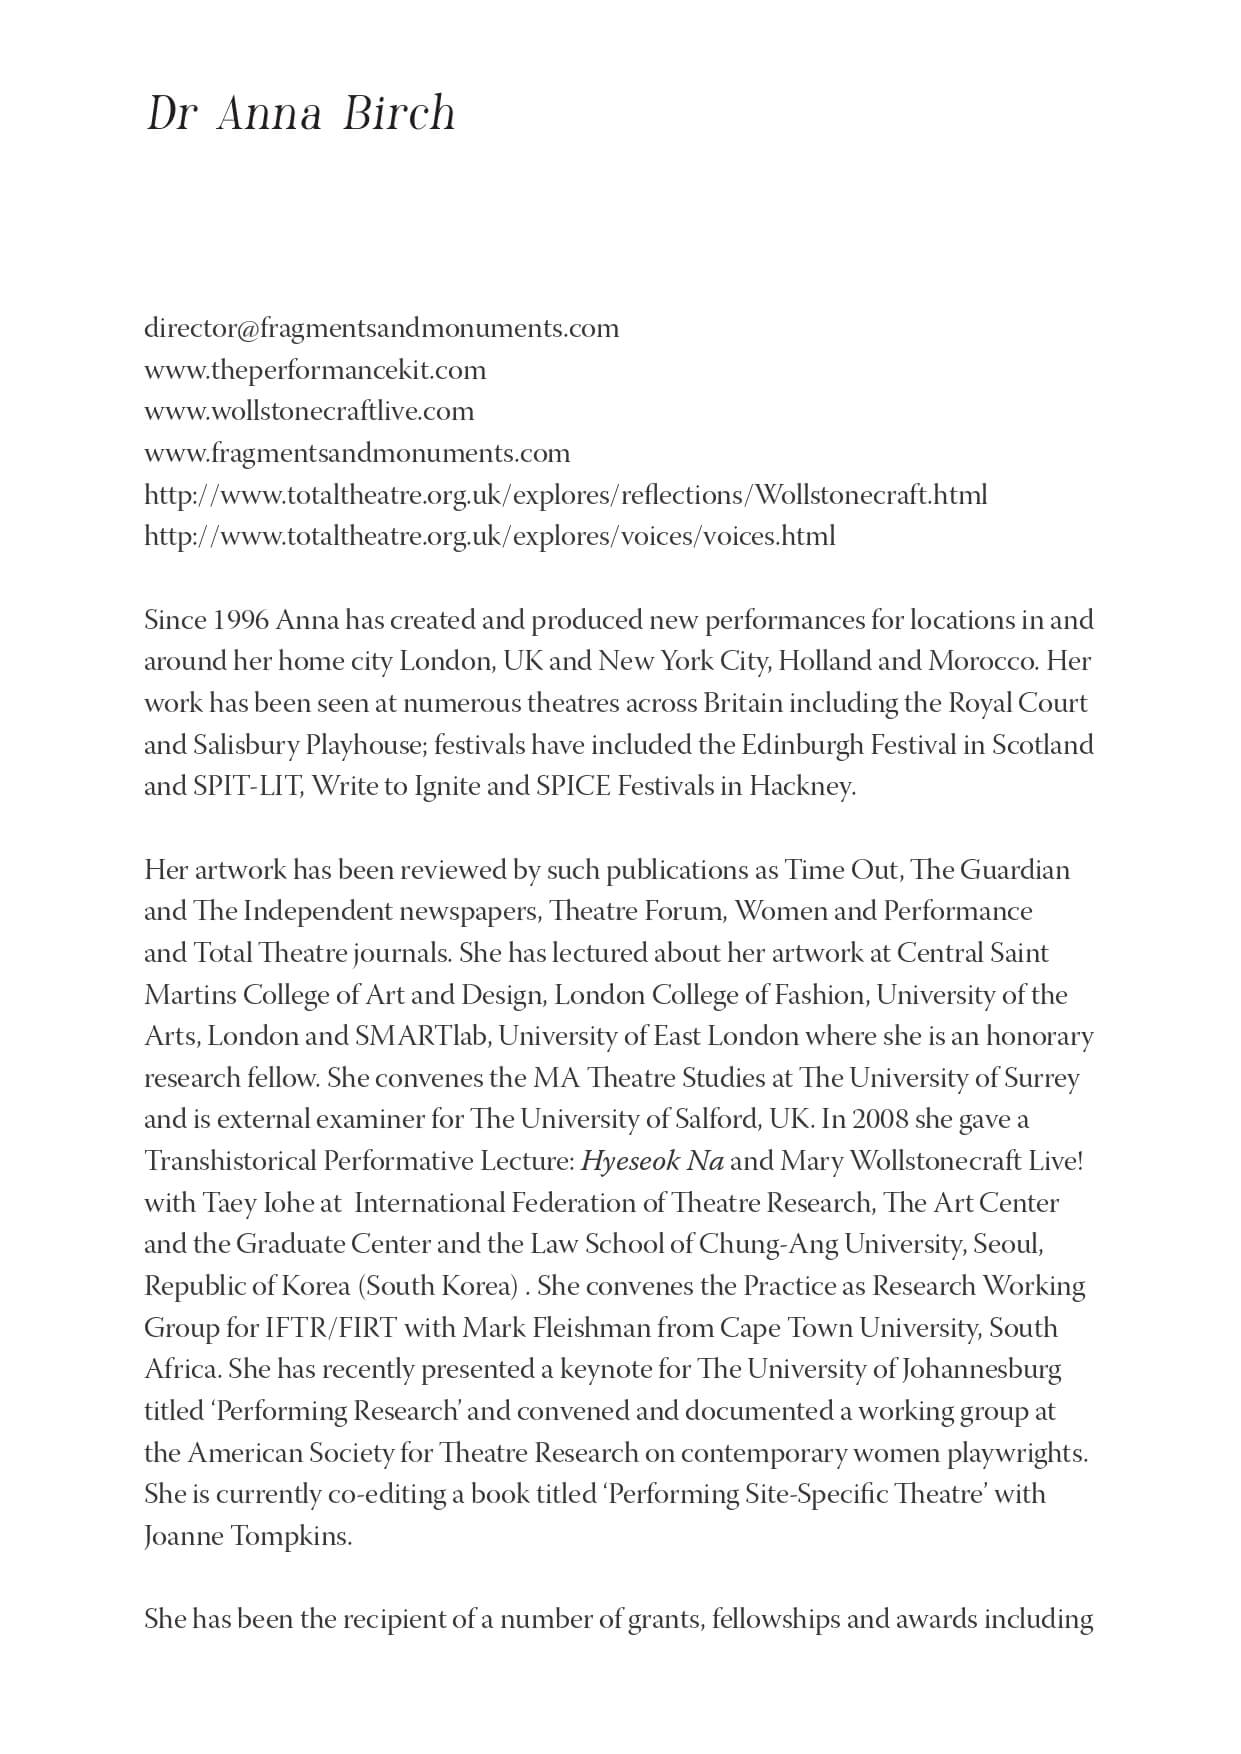 Dr Anna Birch
director@fragmentsandmonuments.com
www.theperformancekit.com
www.wollstonecraftlive.com
www.fragmentsandmonuments.com
http://www.totaltheatre.org.uk/explores/reflections/Wollstonecraft.html
http://www.totaltheatre.org.uk/explores/voices/voices.html
Since 1996 Anna has created and produced new performances for locations in and
around her home city London, UK and New York City, Holland and Morocco. Her
work has been seen at numerous theatres across Britain including the Royal Court
and Salisbury Playhouse; festivals have included the Edinburgh Festival in Scotland
and SPIT-LIT, Write to Ignite and SPICE Festivals in Hackney.
Her artwork has been reviewed by such publications as Time Out, The Guardian
and The Independent newspapers, Theatre Forum, Women and Performance
and Total Theatre journals. She has lectured about her artwork at Central Saint
Martins College of Art and Design, London College of Fashion, University of the
Arts, London and SMARTlab, University of East London where she is an honorary
research fellow. She convenes the MA Theatre Studies at The University of Surrey
and is external examiner for The University of Salford, UK. In 2008 she gave a
Transhistorical Performative Lecture: Hyeseok Na and Mary Wollstonecraft Live!
with Taey Iohe at  International Federation of Theatre Research, The Art Center
and the Graduate Center and the Law School of Chung-Ang University, Seoul,
Republic of Korea (South Korea) . She convenes the Practice as Research Working
Group for IFTR/FIRT with Mark Fleishman from Cape Town University, South
Africa. She has recently presented a keynote for The University of Johannesburg
titled ‘Performing Research’ and convened and documented a working group at
the American Society for Theatre Research on contemporary women playwrights.
She is currently co-editing a book titled ‘Performing Site-Specific Theatre’ with
Joanne Tompkins.
She has been the recipient of a number of grants, fellowships and awards including